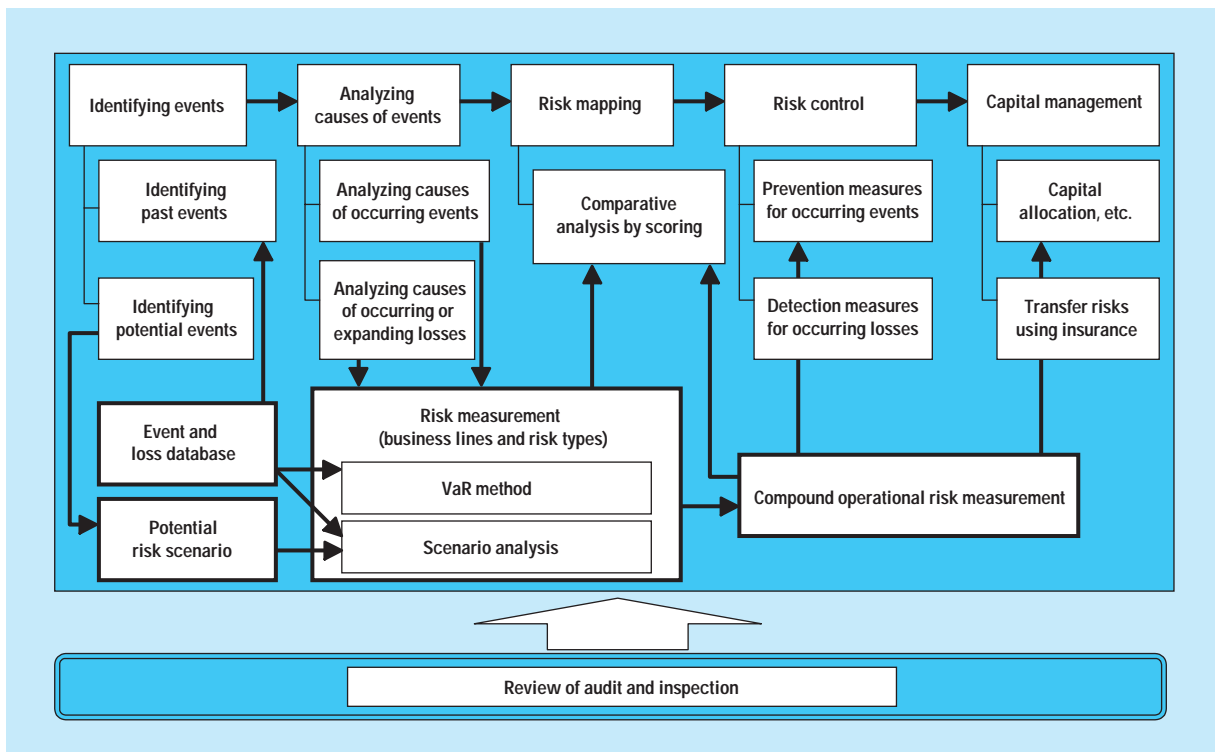 Identifying events
Analyzing
causes of events
Risk mapping
Risk control
Capital management
Identifying
past events
Analyzing causes
of occurring events
Comparative
analysis by scoring
Prevention measures
for occurring events
Capital
allocation, etc.
Identifying
potential events
Analyzing causes
of occurring or
expanding losses
Detection measures
for occurring losses
Transfer risks
using insurance
Event and
loss database
Risk measurement
(business lines and risk types)
VaR method
Compound operational risk measurement
Potential
risk scenario
Scenario analysis
Review of audit and inspection